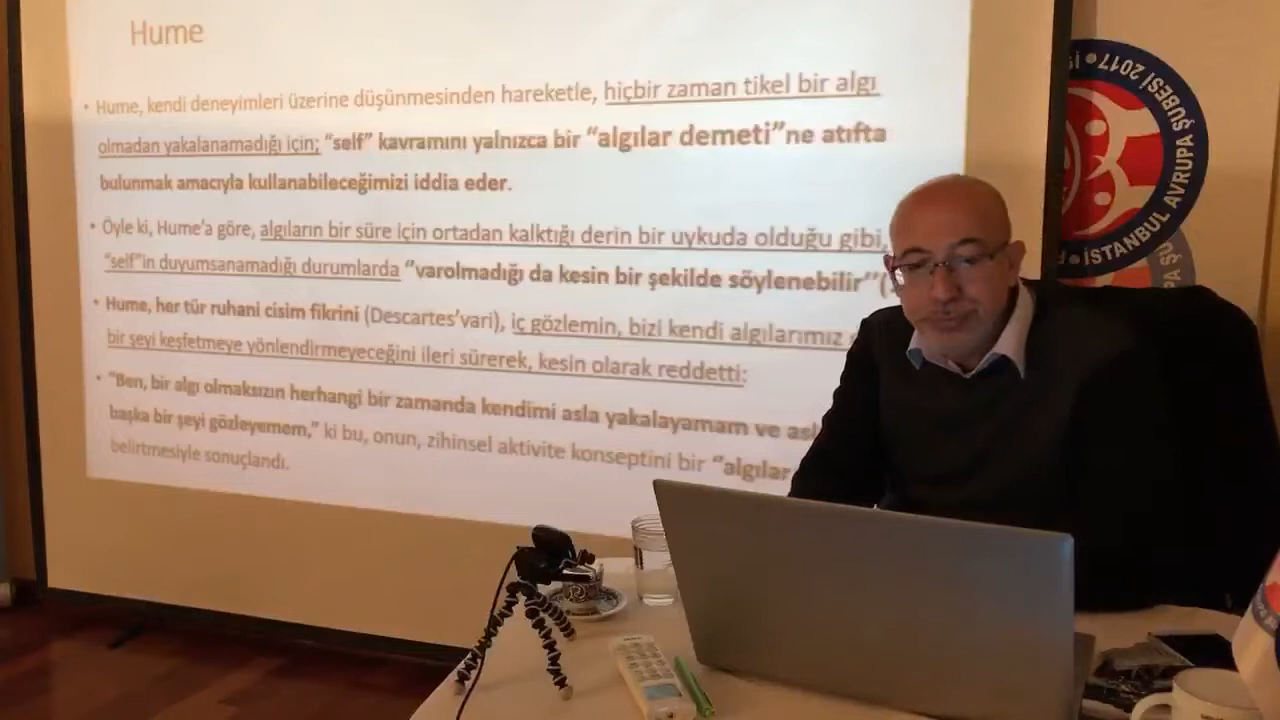 Hume
• Hume, kendi deneyimleri üzerine düşünmesinden hareketle, hiçbir zaman tikel bir algı
olmadan yakalanamadığı için; “self” kavramını yalnızca bir “algılar demeti”ne atıfta
bulunmak amacıyla kullanabileceğimizi iddia eder.
• Öyle ki, Hume’a göre, algıların bir süre için ortadan kalktığı derin bir uykuda olduğu gibi,
“self”in duyumsanamadığı durumlarda “varolmadığı da kesin bir şekilde söylenebilir” (
• Hume, her tür ruhani cisim fikrini (Descartes’vari), iç gözlemin, bizi kendi algılarımız
bir şeyi keşfetmeye yönlendirmeyeceğini ileri sürerek, kesin olarak reddetti:
• “Ben, bir algı olmaksızın herhangi bir zamanda kendimi asla yakalayamam ve
başka bir şeyi gözleyemem,” ki bu, onun, zihinsel aktivite konseptini bir “algılar
belirtmesiyle sonuçlandı.
• İSTANBUL AVRUPA ŞUBESİ 2017 •